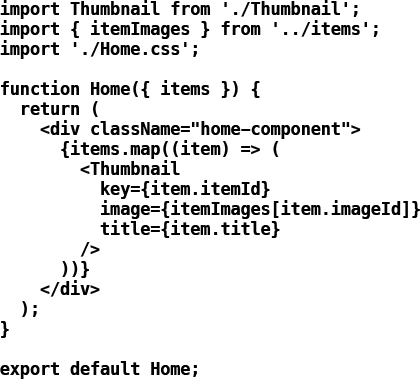 import Thumbnail from './Thumbnail';
import { itemImages } from '../items';
import './Home.css';

function Home({ items }) {
  return (
    <div className="home-component">
      {items.map((item) => (
        <Thumbnail
          key={item.itemId}
          image={itemImages[item.imageId]}
          title={item.title}
        />
      ))}
    </div>
  );
}

export default Home;